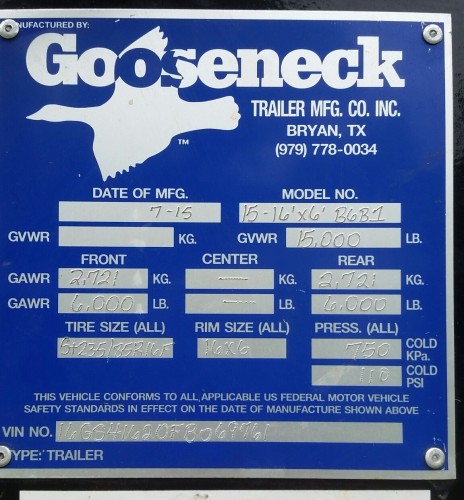 MANUFACTURED BY:
Gooseneck
TRAILER MFG. CO. INC.
BRYAN, TX
(979) 778-0034
TM
DATE OF MFG. MODEL NO.
7-15 15-16'x6' B6B1
GVWR KG. GVWR 15,000 LB.
FRONT CENTER REAR
GAWR 2,721 KG. — KG. 2,721 KG.
GAWR 6,000 LB. — LB. 6,000 LB.
TIRE SIZE (ALL) RIM SIZE (ALL) PRESS. (ALL)
16X6 750 COLD KPa.
110 COLD PSI
THIS VEHICLE CONFORMS TO ALL APPLICABLE US FEDERAL MOTOR VEHICLE
SAFETY STANDARDS IN EFFECT ON THE DATE OF MANUFACTURE SHOWN ABOVE
VIN NO.
TYPE: TRAILER